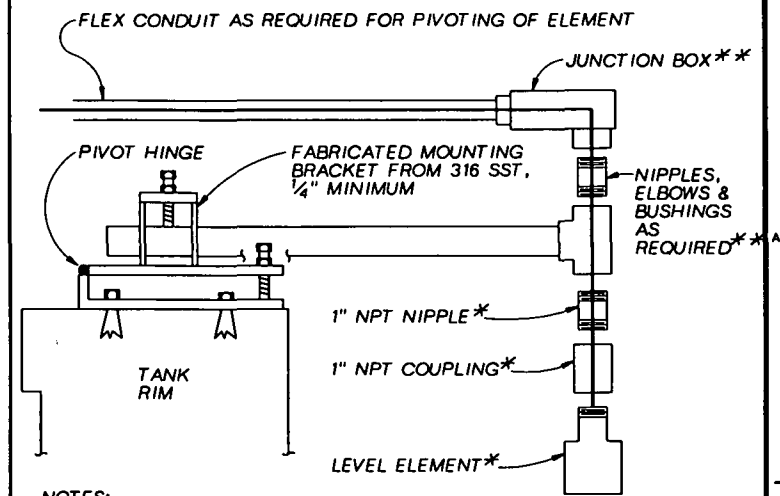 FLEX CONDUIT AS REQUIRED FOR PIVOTING OF ELEMENT
JUNCTION BOX**
PIVOT HINGE
FABRICATED MOUNTING
BRACKET FROM 316 SST,
1/4" MINIMUM
NIPPLES,
ELBOWS &
BUSHINGS
AS
REQUIRED**
A
1" NPT NIPPLE*
1" NPT COUPLING*
TANK
RIM
LEVEL ELEMENT*
NOTES: